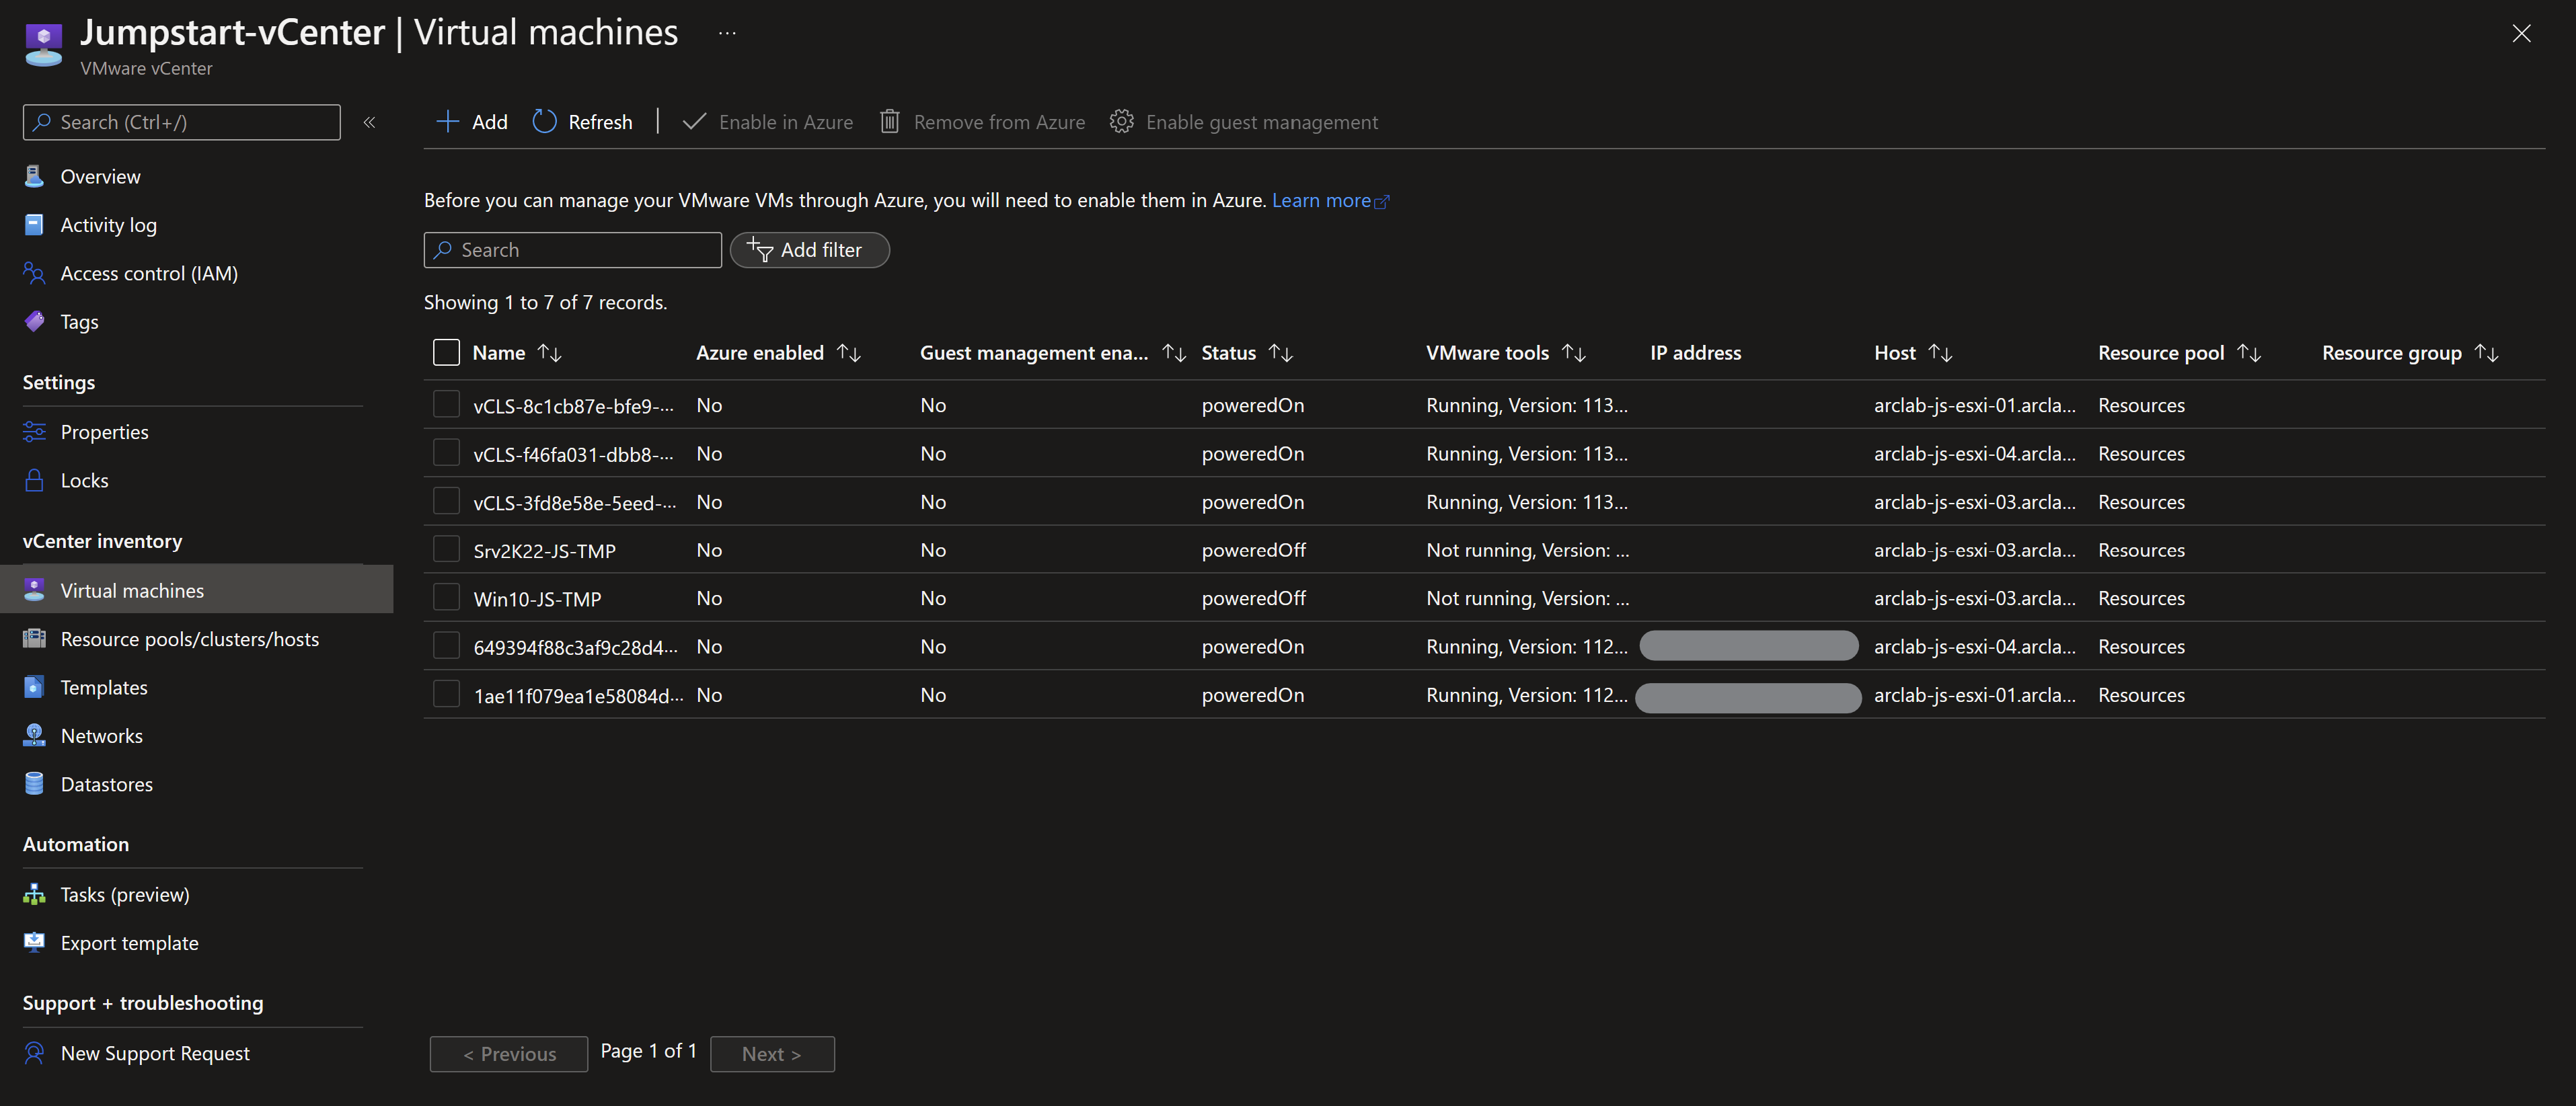 Jumpstart-vCenter | Virtual machines ...
VMware vCenter
Search (Ctrl+/)
«
Overview
Activity log
Access control (IAM)
Tags
Settings
Properties
Locks
vCenter inventory
Virtual machines
Resource pools/clusters/hosts
Templates
Networks
Datastores
Automation
Tasks (preview)
Export template
Support + troubleshooting
New Support Request
Add Refresh | Enable in Azure Remove from Azure Enable guest management
Before you can manage your VMware VMs through Azure, you will need to enable them in Azure. Learn more
Search Add filter
Showing 1 to 7 of 7 records.
Name Azure enabled Guest management ena... Status VMware tools IP address Host Resource pool Resource group
vCLS-8c1cb87e-bfe9-... No No poweredOn Running, Version: 113... arclab-js-esxi-01.arcla... Resources
vCLS-f46fa031-dbb8-... No No poweredOn Running, Version: 113... arclab-js-esxi-04.arcla... Resources
vCLS-3fd8e58e-5eed-... No No poweredOn Running, Version: 113... arclab-js-esxi-03.arcla... Resources
Srv2K22-JS-TMP No No poweredOff Not running, Version: ... arclab-js-esxi-03.arcla... Resources
Win10-JS-TMP No No poweredOff Not running, Version: ... arclab-js-esxi-03.arcla... Resources
649394f88c3af9c28d4... No No poweredOn Running, Version: 112... arclab-js-esxi-04.arcla... Resources
1ae11f079ea1e58084d... No No poweredOn Running, Version: 112... arclab-js-esxi-01.arcla... Resources
< Previous Page 1 of 1 Next >